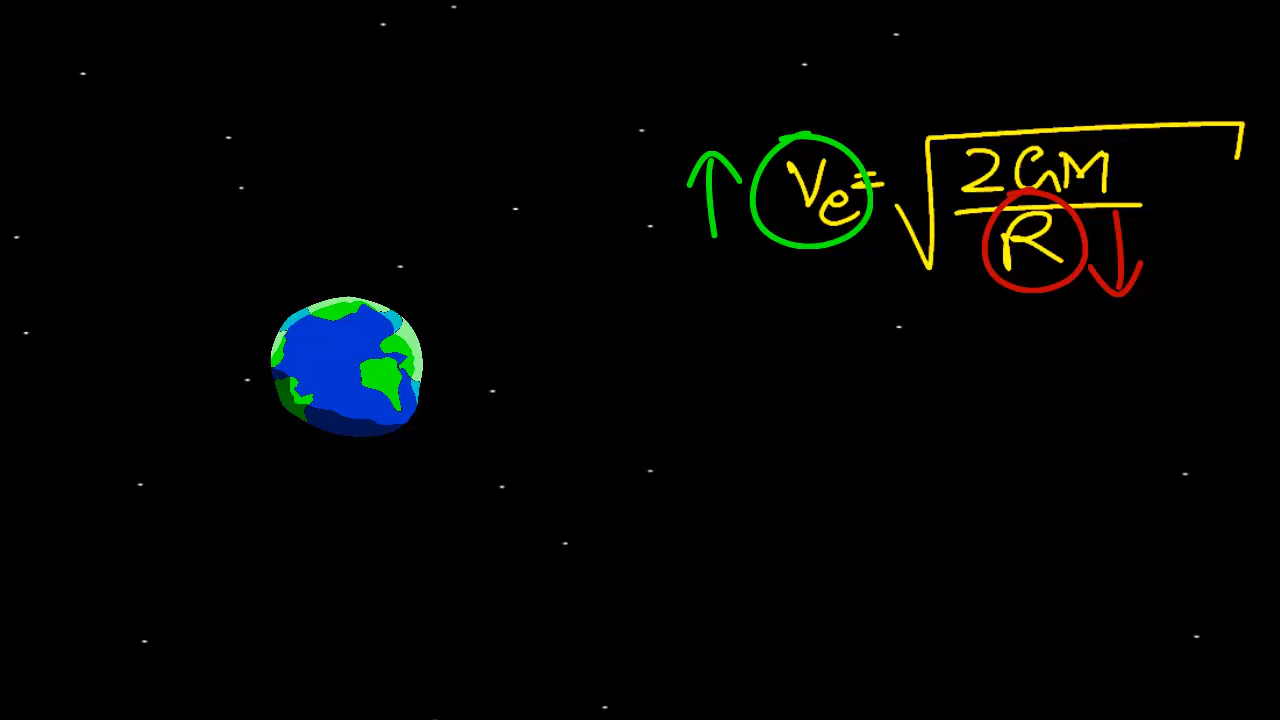 ↑ Ve = √(2GM/R) ↓